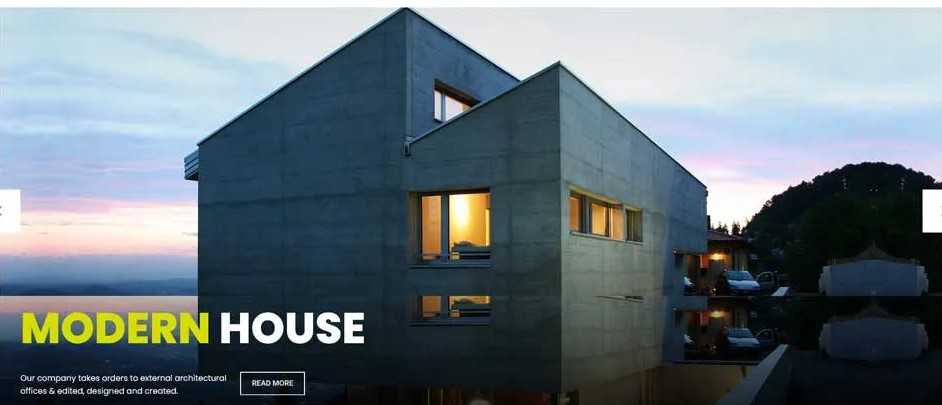 MODERN HOUSE
Our company takes orders to external architectural
offices & edited, designed and created.
READ MORE